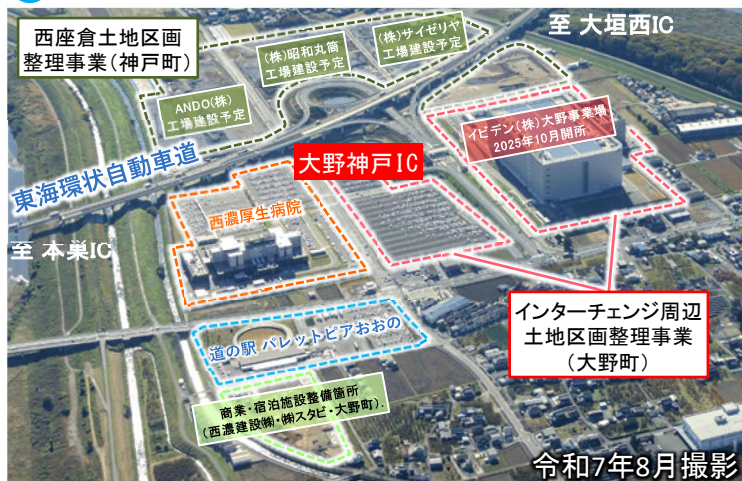 西座倉土地区画
整理事業(神戸町)
(株)昭和丸筒
工場建設予定
(株)サイゼリヤ
工場建設予定
至 大垣西IC
ANDO(株)
工場建設予定
イビデン(株)大野事業場
2025年10月開所
東海環状自動車道
大野神戸IC
西濃厚生病院
至 本巣IC
インターチェンジ周辺
土地区画整理事業
(大野町)
道の駅 パレットピアおおの
商業・宿泊施設整備箇所
(西濃建設㈱・㈱スタビ・大野町).
令和7年8月撮影